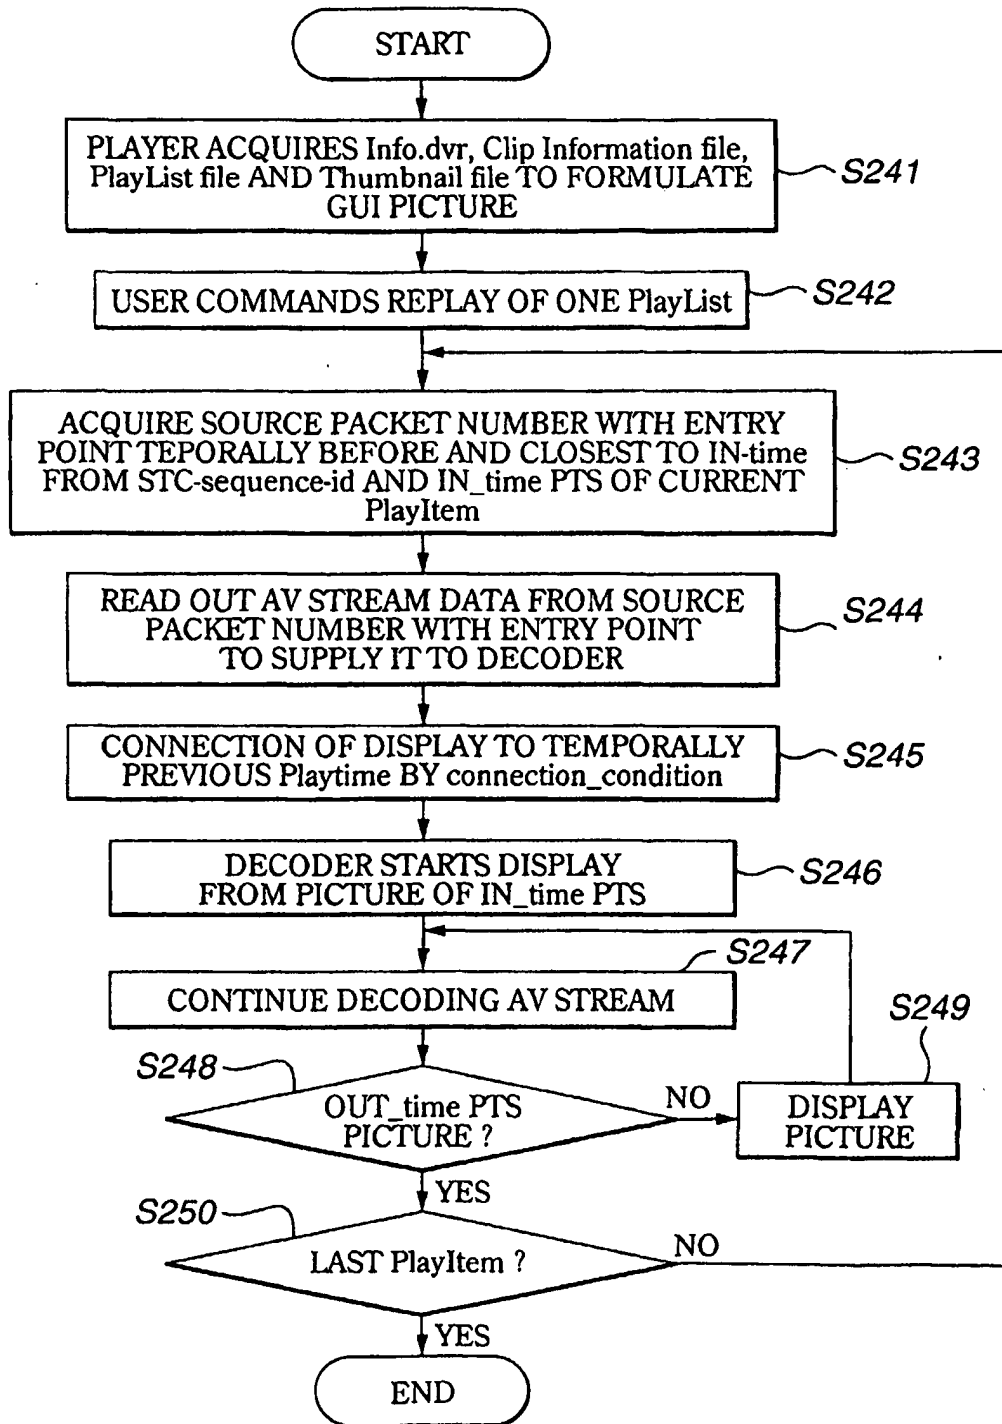 START
PLAYER ACQUIRES Info.dvr, Clip Information file,
PlayList file AND Thumbnail file TO FORMULATE
GUI PICTURE
S241
USER COMMANDS REPLAY OF ONE PlayList
S242
ACQUIRE SOURCE PACKET NUMBER WITH ENTRY
POINT TEPORALLY BEFORE AND CLOSEST TO IN-time
FROM STC-sequence-id AND IN_time PTS OF CURRENT
PlayItem
S243
READ OUT AV STREAM DATA FROM SOURCE
PACKET NUMBER WITH ENTRY POINT
TO SUPPLY IT TO DECODER
S244
CONNECTION OF DISPLAY TO TEMPORALLY
PREVIOUS Playtime BY connection_condition
S245
DECODER STARTS DISPLAY
FROM PICTURE OF IN_time PTS
S246
S247
CONTINUE DECODING AV STREAM
S248
OUT_time PTS
PICTURE ?
NO
S249
DISPLAY
PICTURE
YES
S250
LAST PlayItem ?
NO
YES
END